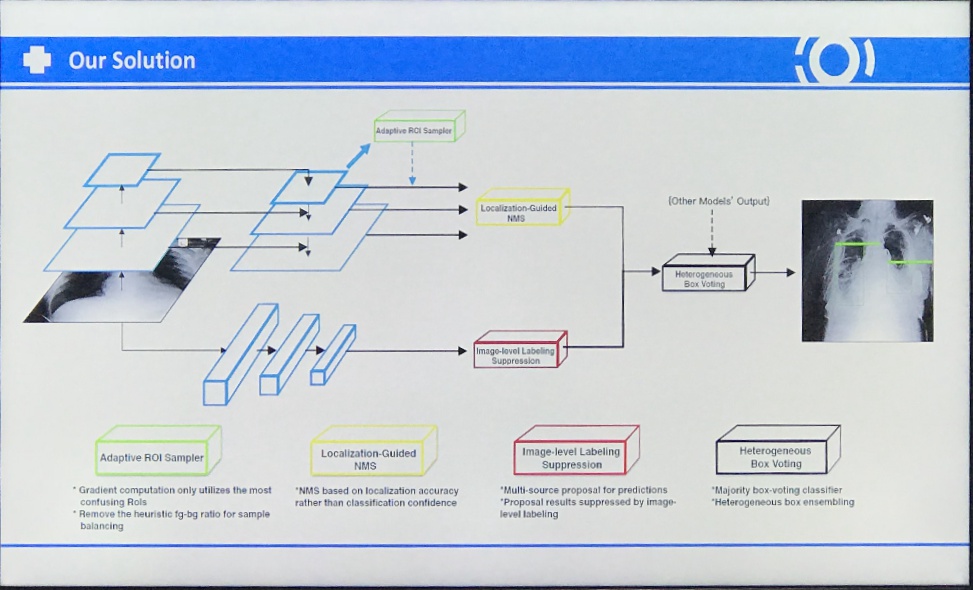 Our Solution
Adaptive ROI Sampler
Localization-Guided
NMS
{Other Models' Output}
Heterogeneous
Box Voting
Image-level Labeling
Suppression
Adaptive ROI Sampler
* Gradient computation only utilizes the most
confusing RoIs
* Remove the heuristic fg-bg ratio for sample
balancing
Localization-Guided
NMS
*NMS based on localization accuracy
rather than classification confidence
Image-level Labeling
Suppression
*Multi-source proposal for predictions
*Proposal results suppressed by image-
level labeling
Heterogeneous
Box Voting
*Majority box-voting classifier
*Heterogeneous box ensembling